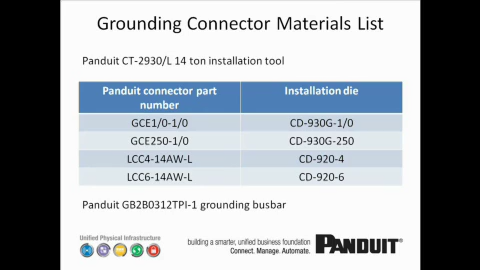 Grounding Connector Materials List
Panduit CT-2930/L 14 ton installation tool
Panduit connector part number
Installation die
GCE1/0-1/0
CD-930G-1/0
GCE250-1/0
CD-930G-250
LCC4-14AW-L
CD-920-4
LCC6-14AW-L
CD-920-6
Panduit GB2B0312TPI-1 grounding busbar
Unified Physical Infrastructure
building a smarter, unified business foundation
Connect. Manage. Automate.
PANDUIT